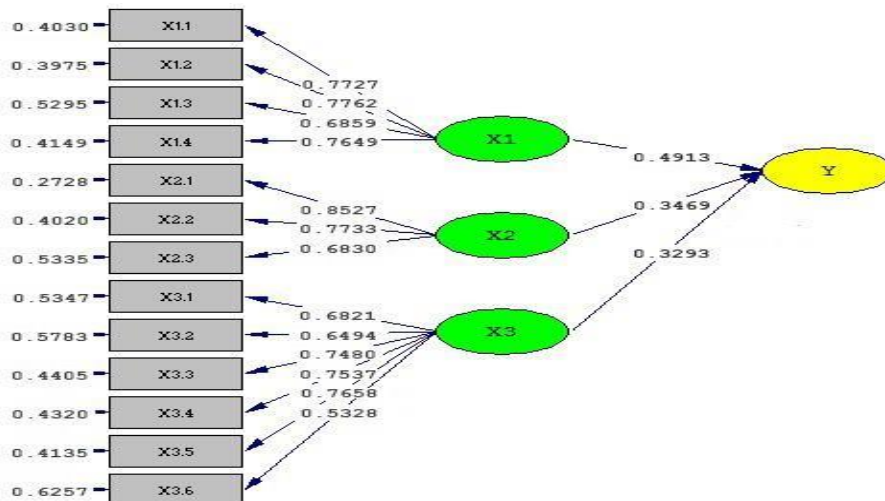 0.4030 X1.1
0.3975 X1.2
0.7727
0.7762
0.5295 X1.3
0.6859
0.4149 X1.4
0.7649
X1
0.4913
Y
0.2728 X2.1
0.3469
0.4020 X2.2
0.8527
0.7733
0.6830
X2
0.5335 X2.3
0.3293
0.5347 X3.1
0.6821
0.5783 X3.2
0.6494
X3
0.7480
0.4405 X3.3
0.7537
0.7658
0.4320 X3.4
0.5328
0.4135 X3.5
0.6257 X3.6